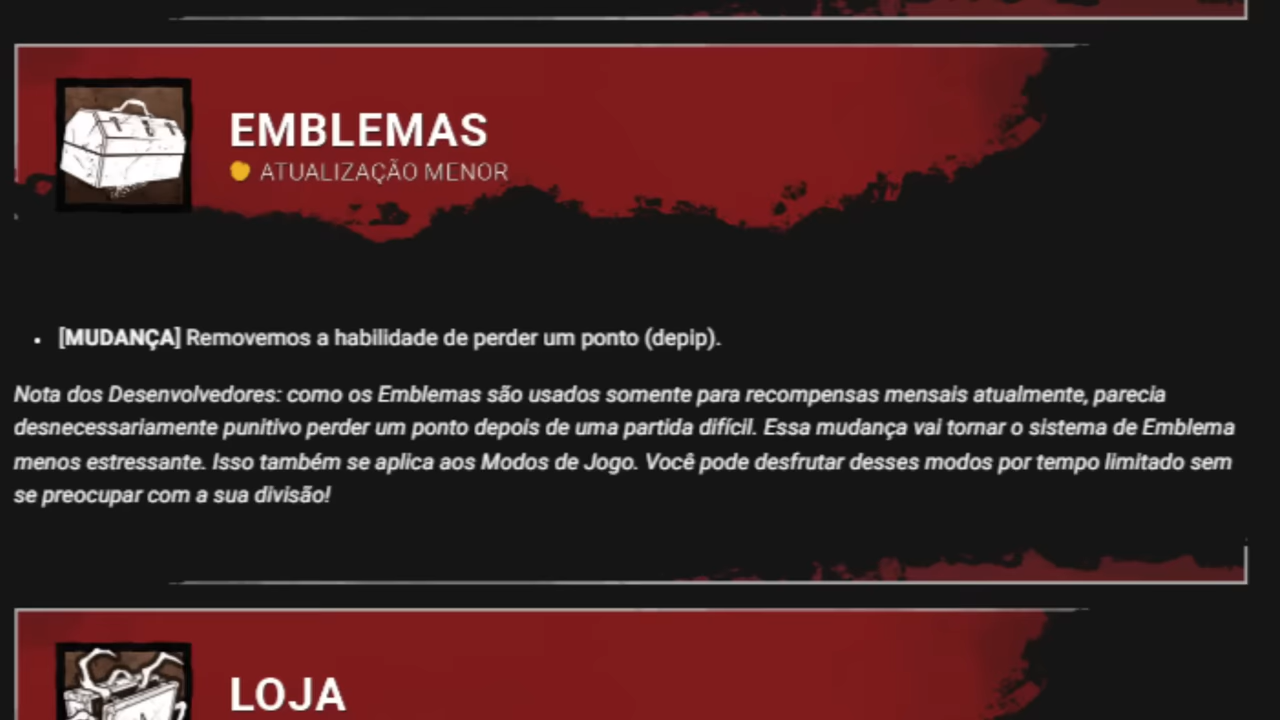 EMBLEMAS
ATUALIZAÇÃO MENOR
• [MUDANÇA] Removemos a habilidade de perder um ponto (depip).
Nota dos Desenvolvedores: como os Emblemas são usados somente para recompensas mensais atualmente, parecia
desnecessariamente punitivo perder um ponto depois de uma partida difícil. Essa mudança vai tornar o sistema de Emblema
menos estressante. Isso também se aplica aos Modos de Jogo. Você pode desfrutar desses modos por tempo limitado sem
se preocupar com a sua divisão!
LOJA